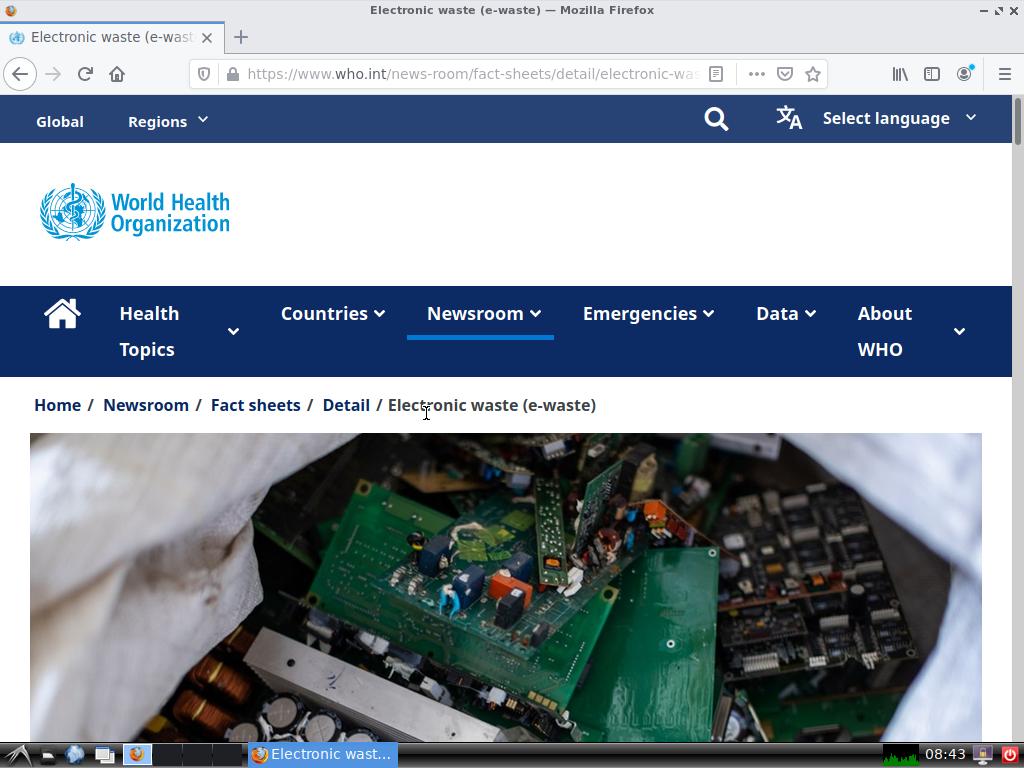 Electronic waste (e-waste) — Mozilla Firefox
Electronic waste (e-wast
https://www.who.int/news-room/fact-sheets/detail/electronic-was
Global
Regions
Select language
World Health
Organization
Health
Topics
Countries
Newsroom
Emergencies
Data
About
WHO
Home / Newsroom / Fact sheets / Detail / Electronic waste (e-waste)
Electronic wast...
08:43